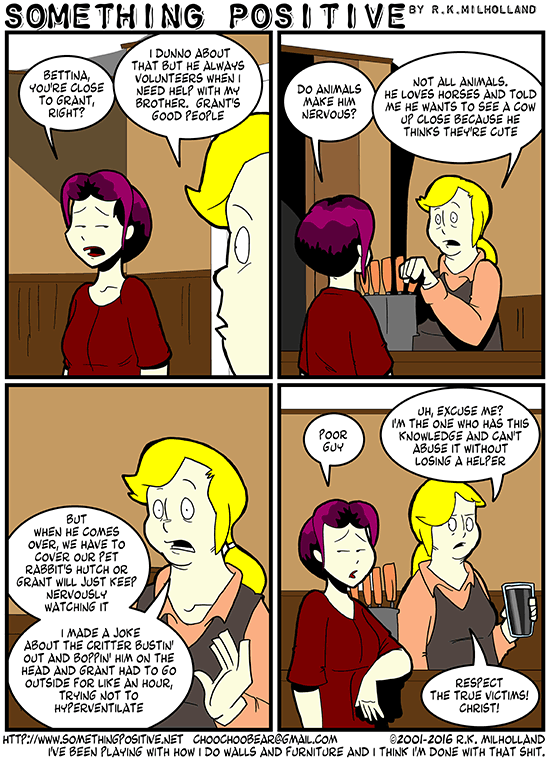 SOMETHING POSITIVE BY R.K.MILHOLLAND
BETTINA,
YOU'RE CLOSE
TO GRANT,
RIGHT?
I DUNNO ABOUT
THAT BUT HE ALWAYS
VOLUNTEERS WHEN I
NEED HELP WITH MY
BROTHER. GRANT'S
GOOD PEOPLE
DO ANIMALS
MAKE HIM
NERVOUS?
NOT ALL ANIMALS.
HE LOVES HORSES AND TOLD
ME HE WANTS TO SEE A COW
UP CLOSE BECAUSE HE
THINKS THEY'RE CUTE
BUT
WHEN HE COMES
OVER, WE HAVE TO
COVER OUR PET
RABBIT'S HUTCH OR
GRANT WILL JUST KEEP
NERVOUSLY
WATCHING IT
I MADE A JOKE
ABOUT THE CRITTER BUSTIN'
OUT AND BOPPIN' HIM ON THE
HEAD AND GRANT HAD TO GO
OUTSIDE FOR LIKE AN HOUR,
TRYING NOT TO
HYPERVENTILATE
POOR
GUY
UH, EXCUSE ME?
I'M THE ONE WHO HAS THIS
KNOWLEDGE AND CAN'T
ABUSE IT WITHOUT
LOSING A HELPER
RESPECT
THE TRUE VICTIMS!
CHRIST!
HTTP://WWW.SOMETHINGPOSITIVE.NET CHOOCHOOBEAR@GMAIL.COM ©2001-2016 R.K. MILHOLLAND
I'VE BEEN PLAYING WITH HOW I DO WALLS AND FURNITURE AND I THINK I'M DONE WITH THAT SHIT.